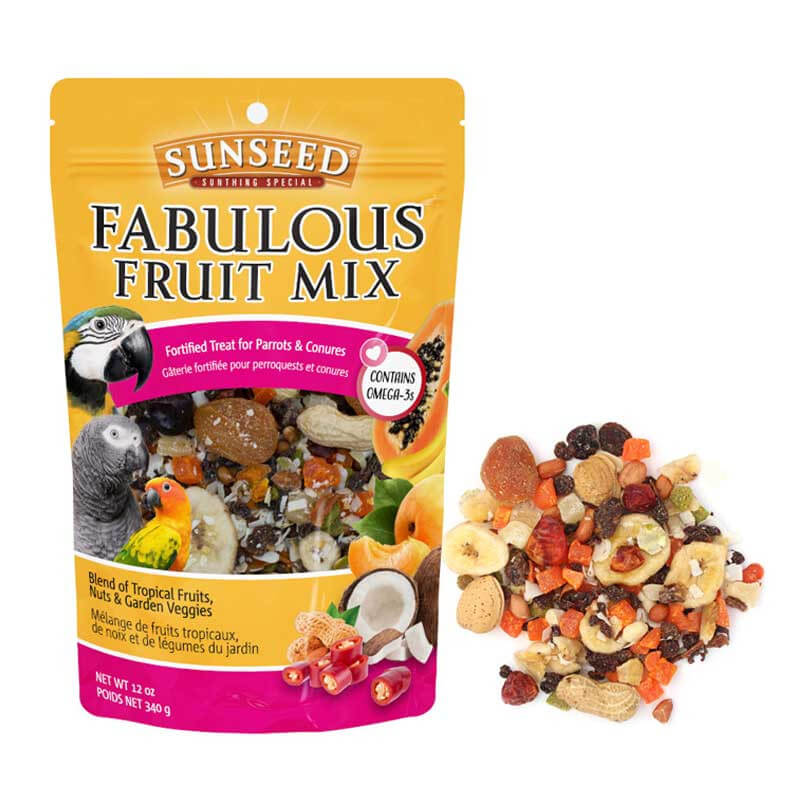 SUNSEED®
SUNTHING SPECIAL
FABULOUS
FRUIT MIX
Fortified Treat for Parrots & Conures
Gâterie fortifiée pour perroquests et conures
CONTAINS
OMEGA-3s
Blend of Tropical Fruits,
Nuts & Garden Veggies
Mélange de fruits tropicaux,
de noix et de légumes du jardin
NET WT 12 oz
POIDS NET 340 g